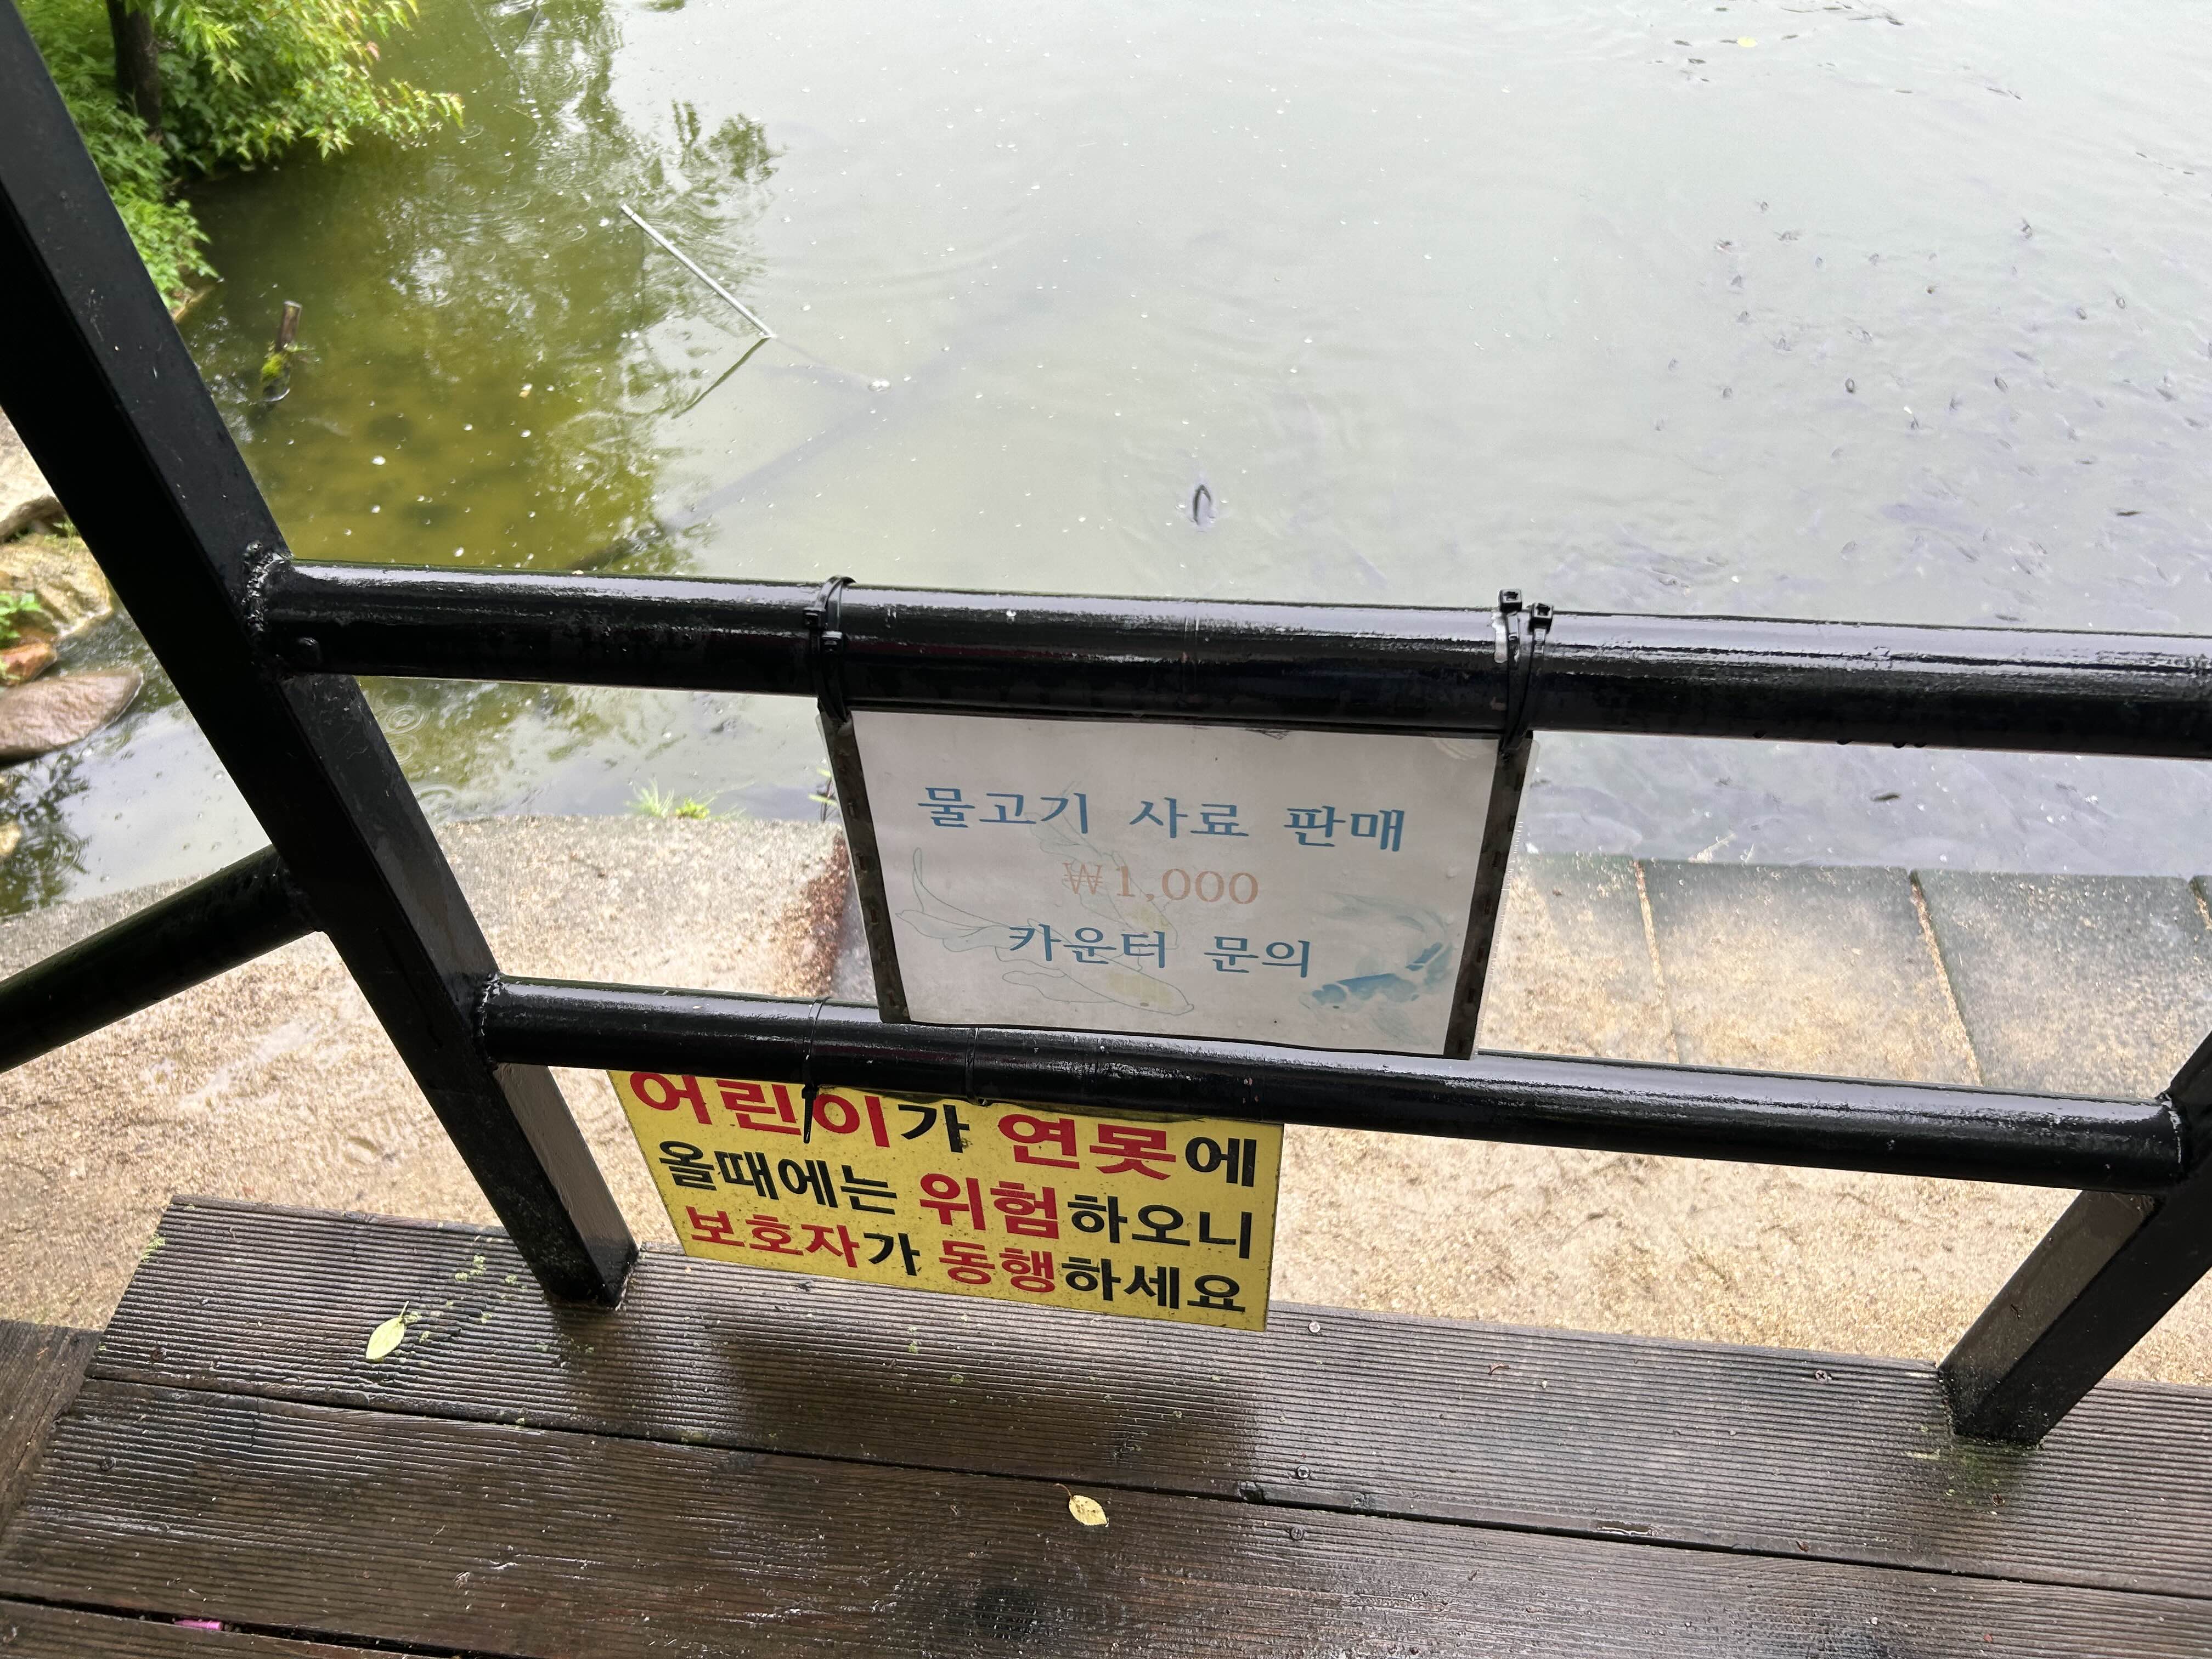 물고기 사료 판매
₩1,000
카운터 문의
어린이가 연못에
올때에는 위험하오니
보호자가 동행하세요